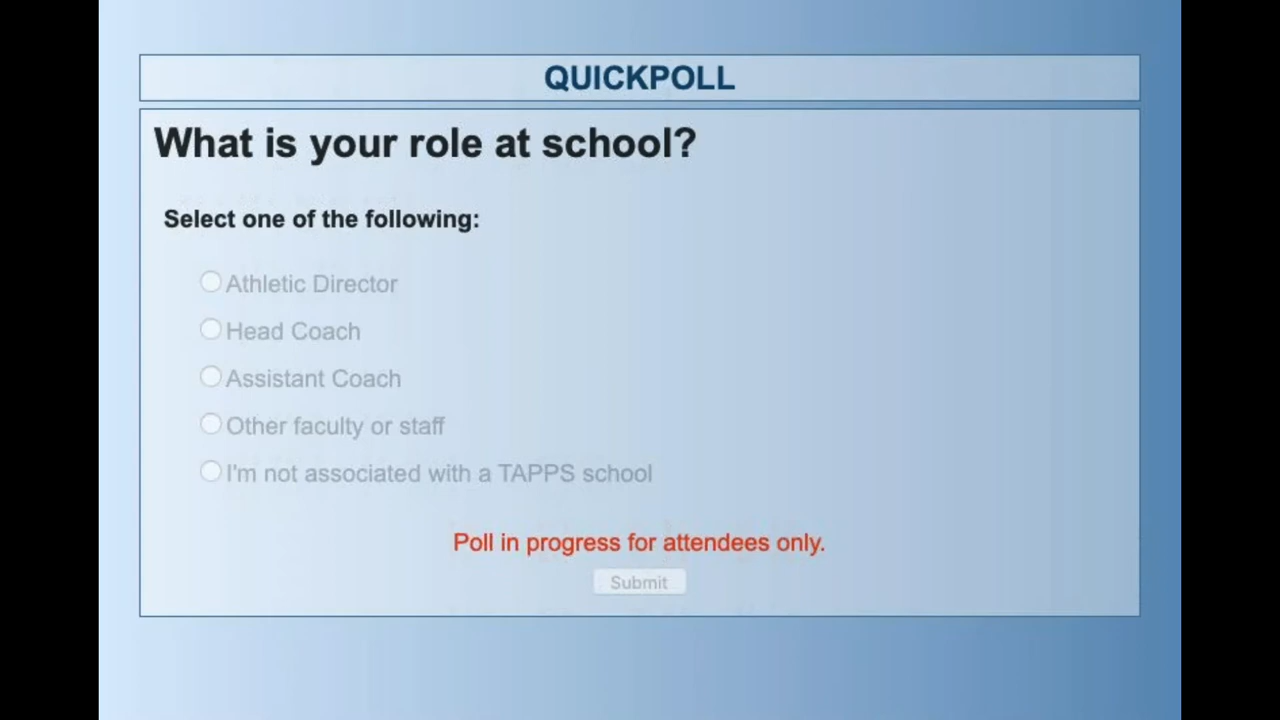 QUICKPOLL
What is your role at school?
Select one of the following:
Athletic Director
Head Coach
Assistant Coach
Other faculty or staff
I'm not associated with a TAPPS school
Poll in progress for attendees only.
Submit